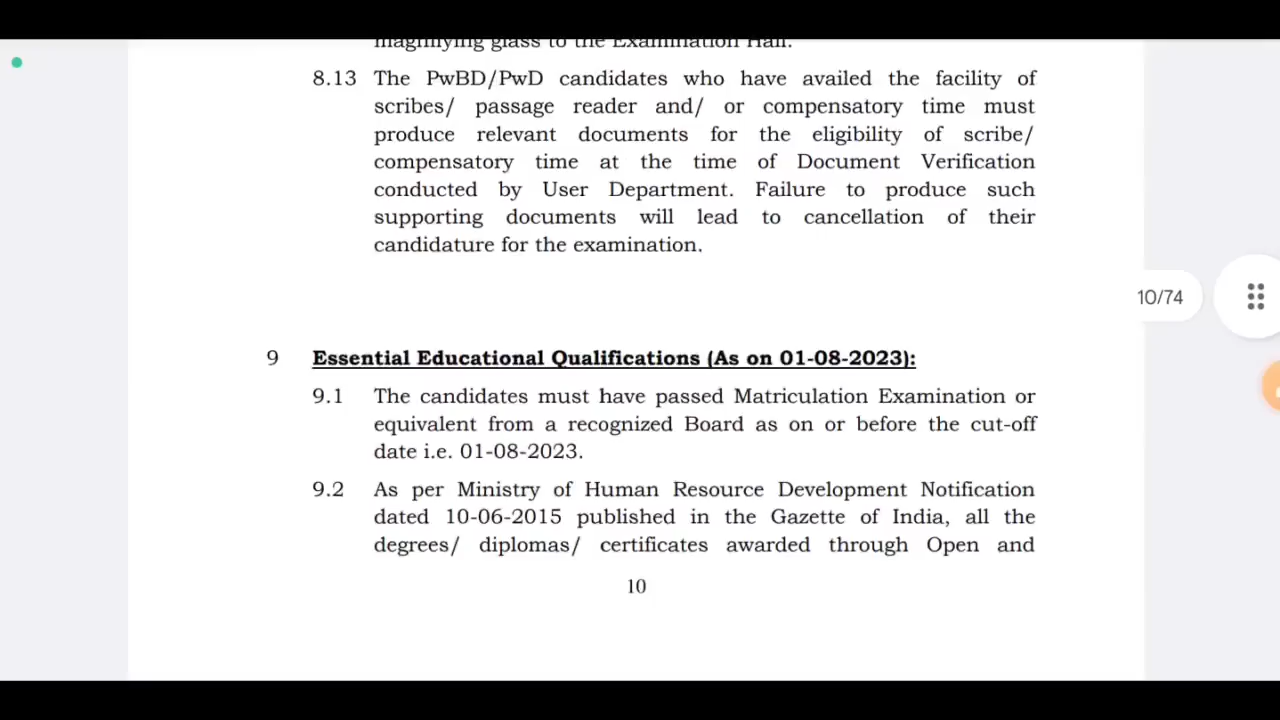 magnifying glass to the Examination Hall.
8.13 The PwBD/PwD candidates who have availed the facility of
scribes/ passage reader and/ or compensatory time must
produce relevant documents for the eligibility of scribe/
compensatory time at the time of Document Verification
conducted by User Department. Failure to produce such
supporting documents will lead to cancellation of their
candidature for the examination.
10/74
9 Essential Educational Qualifications (As on 01-08-2023):
9.1 The candidates must have passed Matriculation Examination or
equivalent from a recognized Board as on or before the cut-off
date i.e. 01-08-2023.
9.2 As per Ministry of Human Resource Development Notification
dated 10-06-2015 published in the Gazette of India, all the
degrees/ diplomas/ certificates awarded through Open and
10